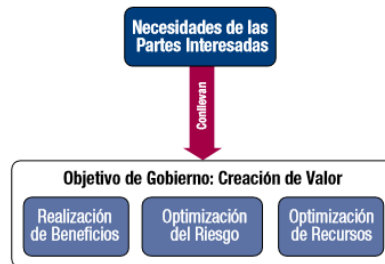 Necesidades de las
Partes Interesadas
Conllevan
Objetivo de Gobierno: Creación de Valor
Realización
de Beneficios
Optimización
del Riesgo
Optimización
de Recursos